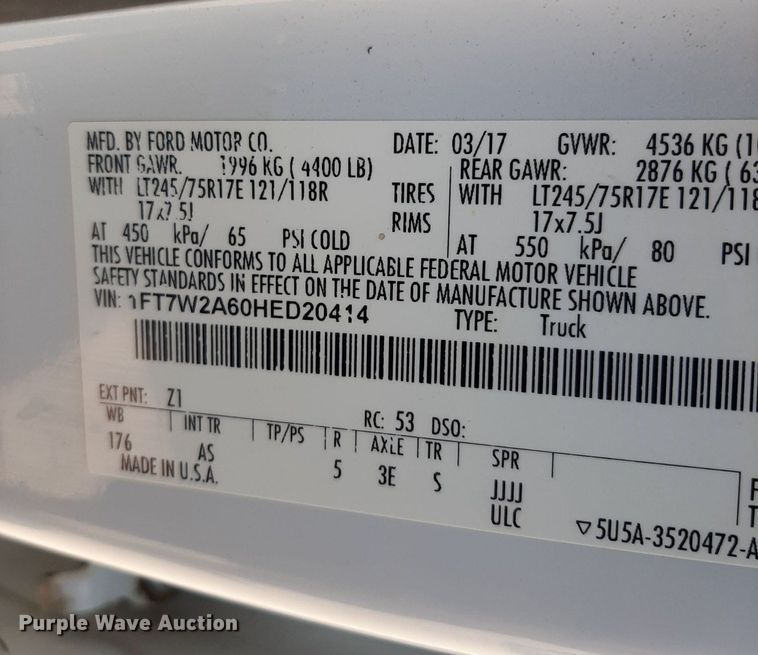 MFD. BY FORD MOTOR CO. DATE: 03/17 GVWR: 4536 KG (10
FRONT GAWR: 1996 KG ( 4400 LB) REAR GAWR: 2876 KG ( 63
WITH LT245/75R17E 121/118R TIRES WITH LT245/75R17E 121/118
17x7.5J RIMS 17x7.5J
AT 450 kPa/ 65 PSI COLD AT 550 kPa/ 80 PSI
THIS VEHICLE CONFORMS TO ALL APPLICABLE FEDERAL MOTOR VEHICLE
SAFETY STANDARDS IN EFFECT ON THE DATE OF MANUFACTURE SHOWN ABOVE.
VIN: 1FT7W2A60HED20414 TYPE: Truck
EXT PNT: Z1 RC: 53 DSO:
WB INT TR TP/PS R AXLE TR SPR
176 AS 5 3E S JJJJ
MADE IN U.S.A. ULC
▽5U5A-3520472-A
Purple Wave Auction